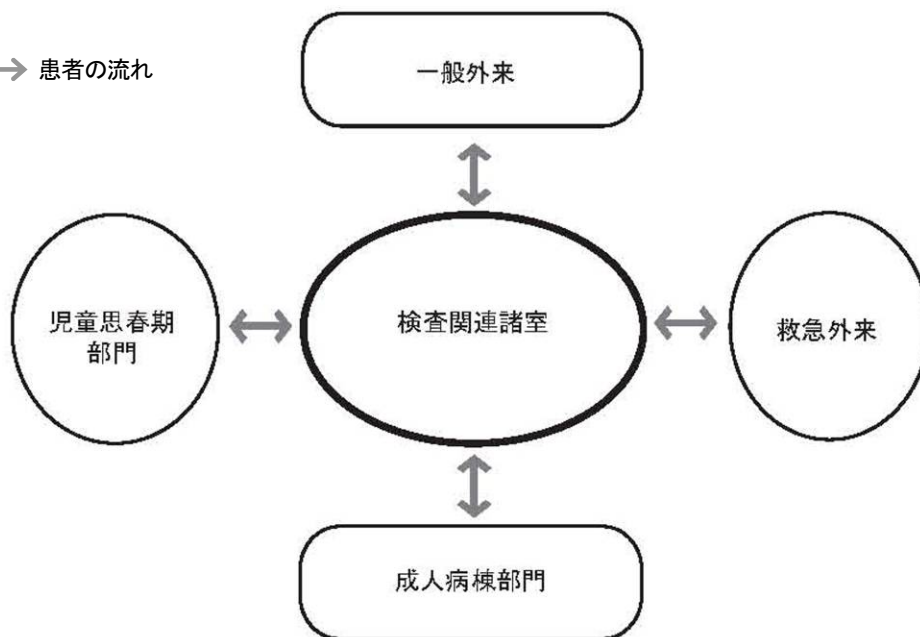 患者の流れ
一般外来
児童思春期
部門
検査関連諸室
救急外来
成人病棟部門